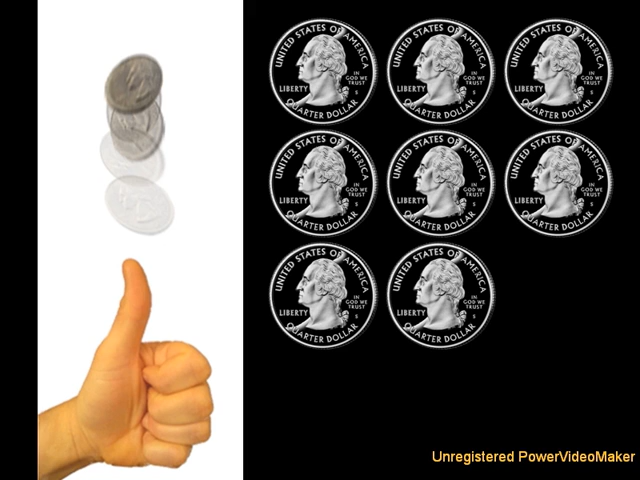 UNITED STATES OF AMERICA
LIBERTY
IN
GOD WE
TRUST
S
QUARTER DOLLAR
UNITED STATES OF AMERICA
LIBERTY
IN
GOD WE
TRUST
S
QUARTER DOLLAR
UNITED STATES OF AMERICA
LIBERTY
IN
GOD WE
TRUST
S
QUARTER DOLLAR
UNITED STATES OF AMERICA
LIBERTY
IN
GOD WE
TRUST
S
QUARTER DOLLAR
UNITED STATES OF AMERICA
LIBERTY
IN
GOD WE
TRUST
S
QUARTER DOLLAR
UNITED STATES OF AMERICA
LIBERTY
IN
GOD WE
TRUST
S
QUARTER DOLLAR
UNITED STATES OF AMERICA
LIBERTY
IN
GOD WE
TRUST
S
QUARTER DOLLAR
UNITED STATES OF AMERICA
LIBERTY
IN
GOD WE
TRUST
S
QUARTER DOLLAR
Unregistered PowerVideoMaker